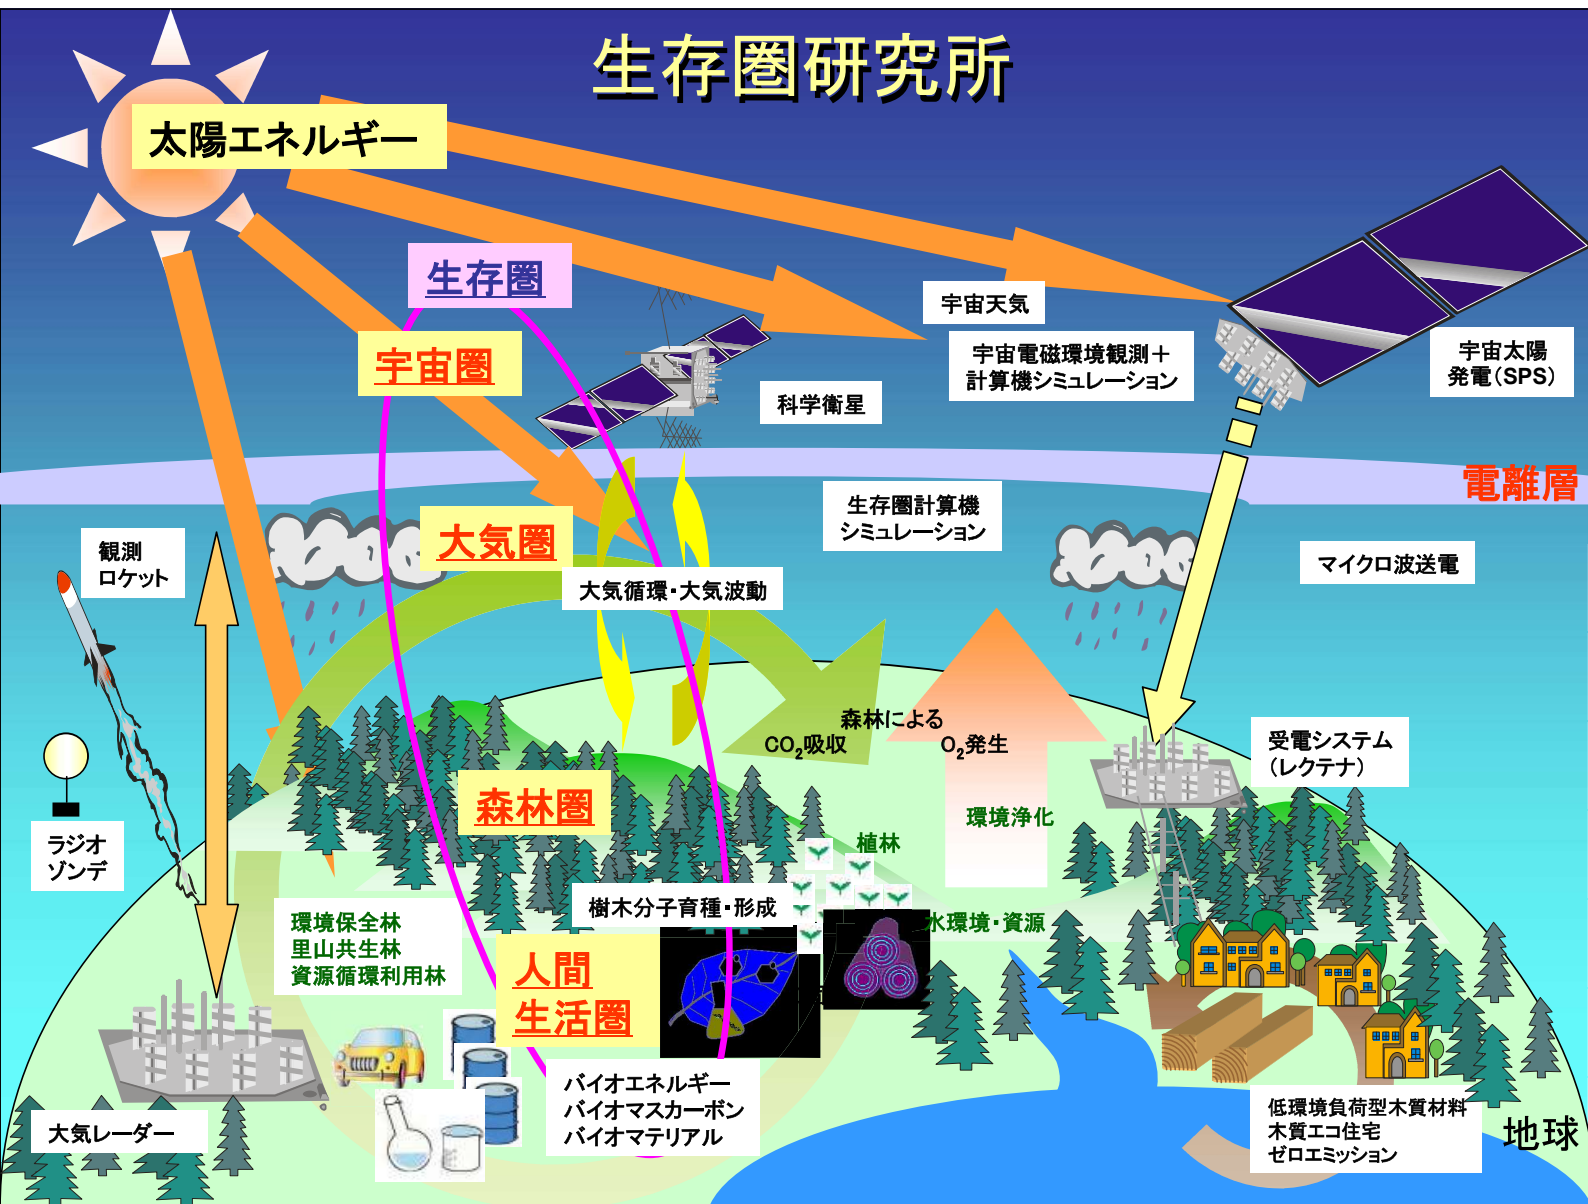 生存圏研究所
太陽エネルギー
生存圏
宇宙圏
宇宙天気
宇宙電磁環境観測＋
計算機シミュレーション
宇宙太陽
発電（SPS）
科学衛星
電離層
大気圏
生存圏計算機
シミュレーション
観測
ロケット
マイクロ波送電
大気循環・大気波動
森林による
CO2吸収
O2発生
受電システム
（レクテナ）
森林圏
環境浄化
植林
ラジオ
ゾンデ
樹木分子育種・形成
水環境・資源
環境保全林
里山共生林
資源循環利用林
人間
生活圏
バイオエネルギー
バイオマスカーボン
バイオマテリアル
大気レーダー
低環境負荷型木質材料
木質エコ住宅
ゼロエミッション
地球